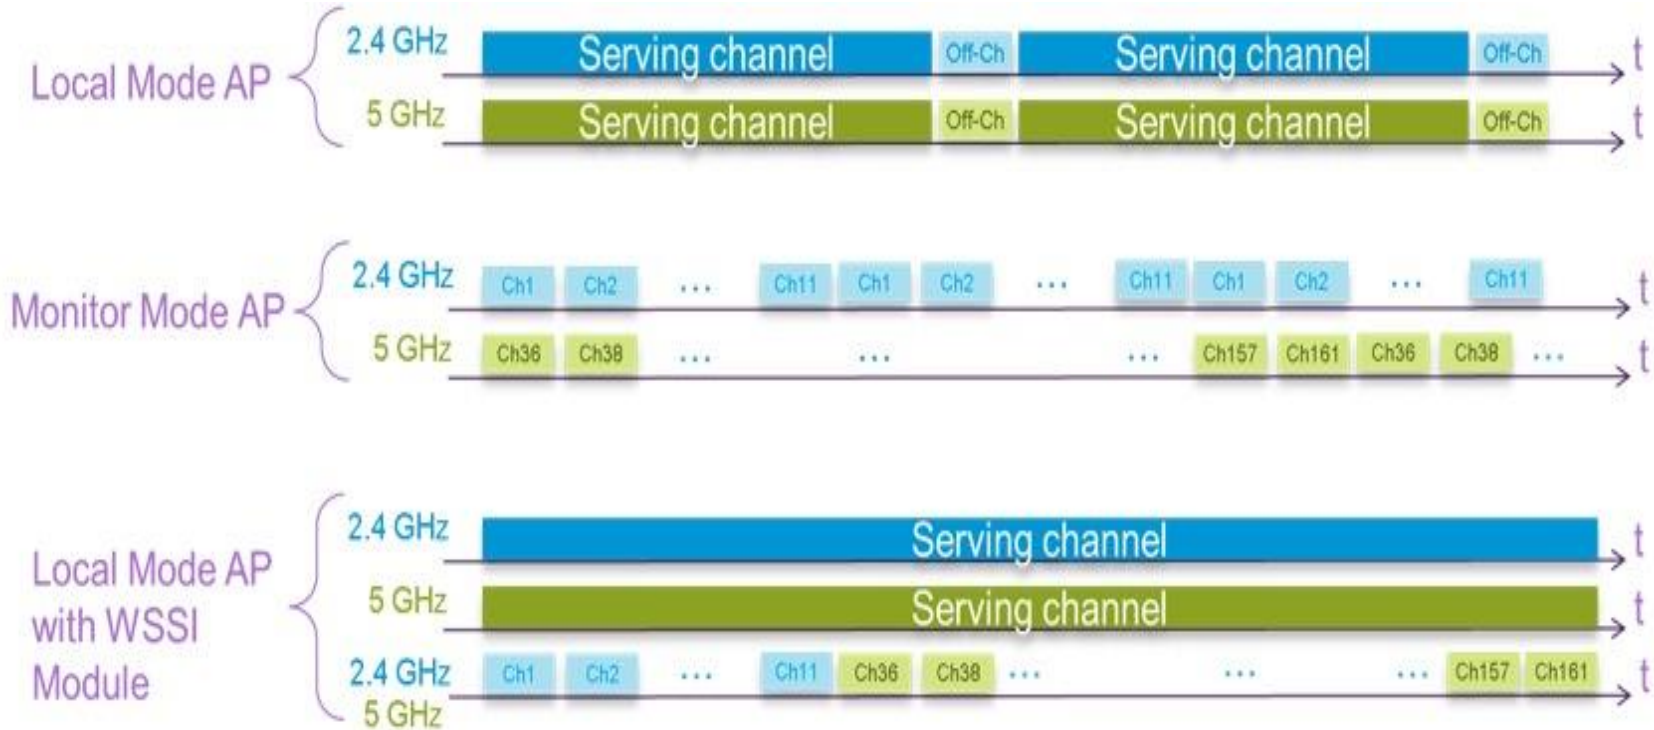 2.4 GHz Serving channel Off-Ch Serving channel Off-Ch t
Local Mode AP
5 GHz Serving channel Off-Ch Serving channel Off-Ch t
2.4 GHz Ch1 Ch2 ... Ch11 Ch1 Ch2 ... Ch11 Ch1 Ch2 ... Ch11 t
Monitor Mode AP
5 GHz Ch36 Ch38 ... ... ... Ch157 Ch161 Ch36 Ch38 ... t
2.4 GHz Serving channel t
Local Mode AP
with WSSI
Module
5 GHz Serving channel t
2.4 GHz Ch1 Ch2 ... Ch11 Ch36 Ch38 ... ... ... Ch157 Ch161 t
5 GHz